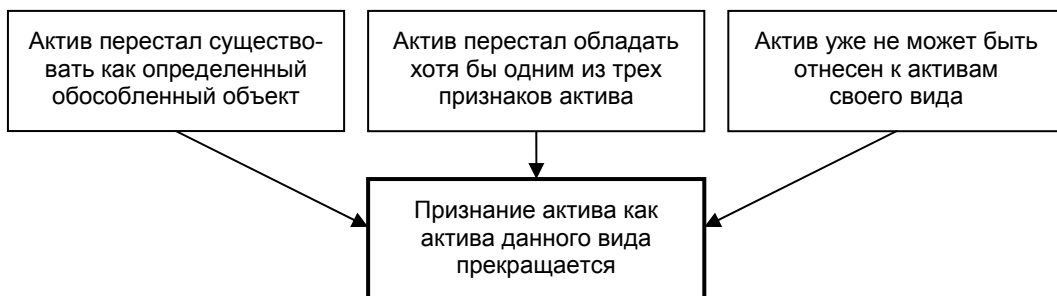 Актив перестал существо-
вать как определенный
обособленный объект
Актив перестал обладать
хотя бы одним из трех
признаков актива
Актив уже не может быть
отнесен к активам
своего вида
Признание актива как
актива данного вида
прекращается